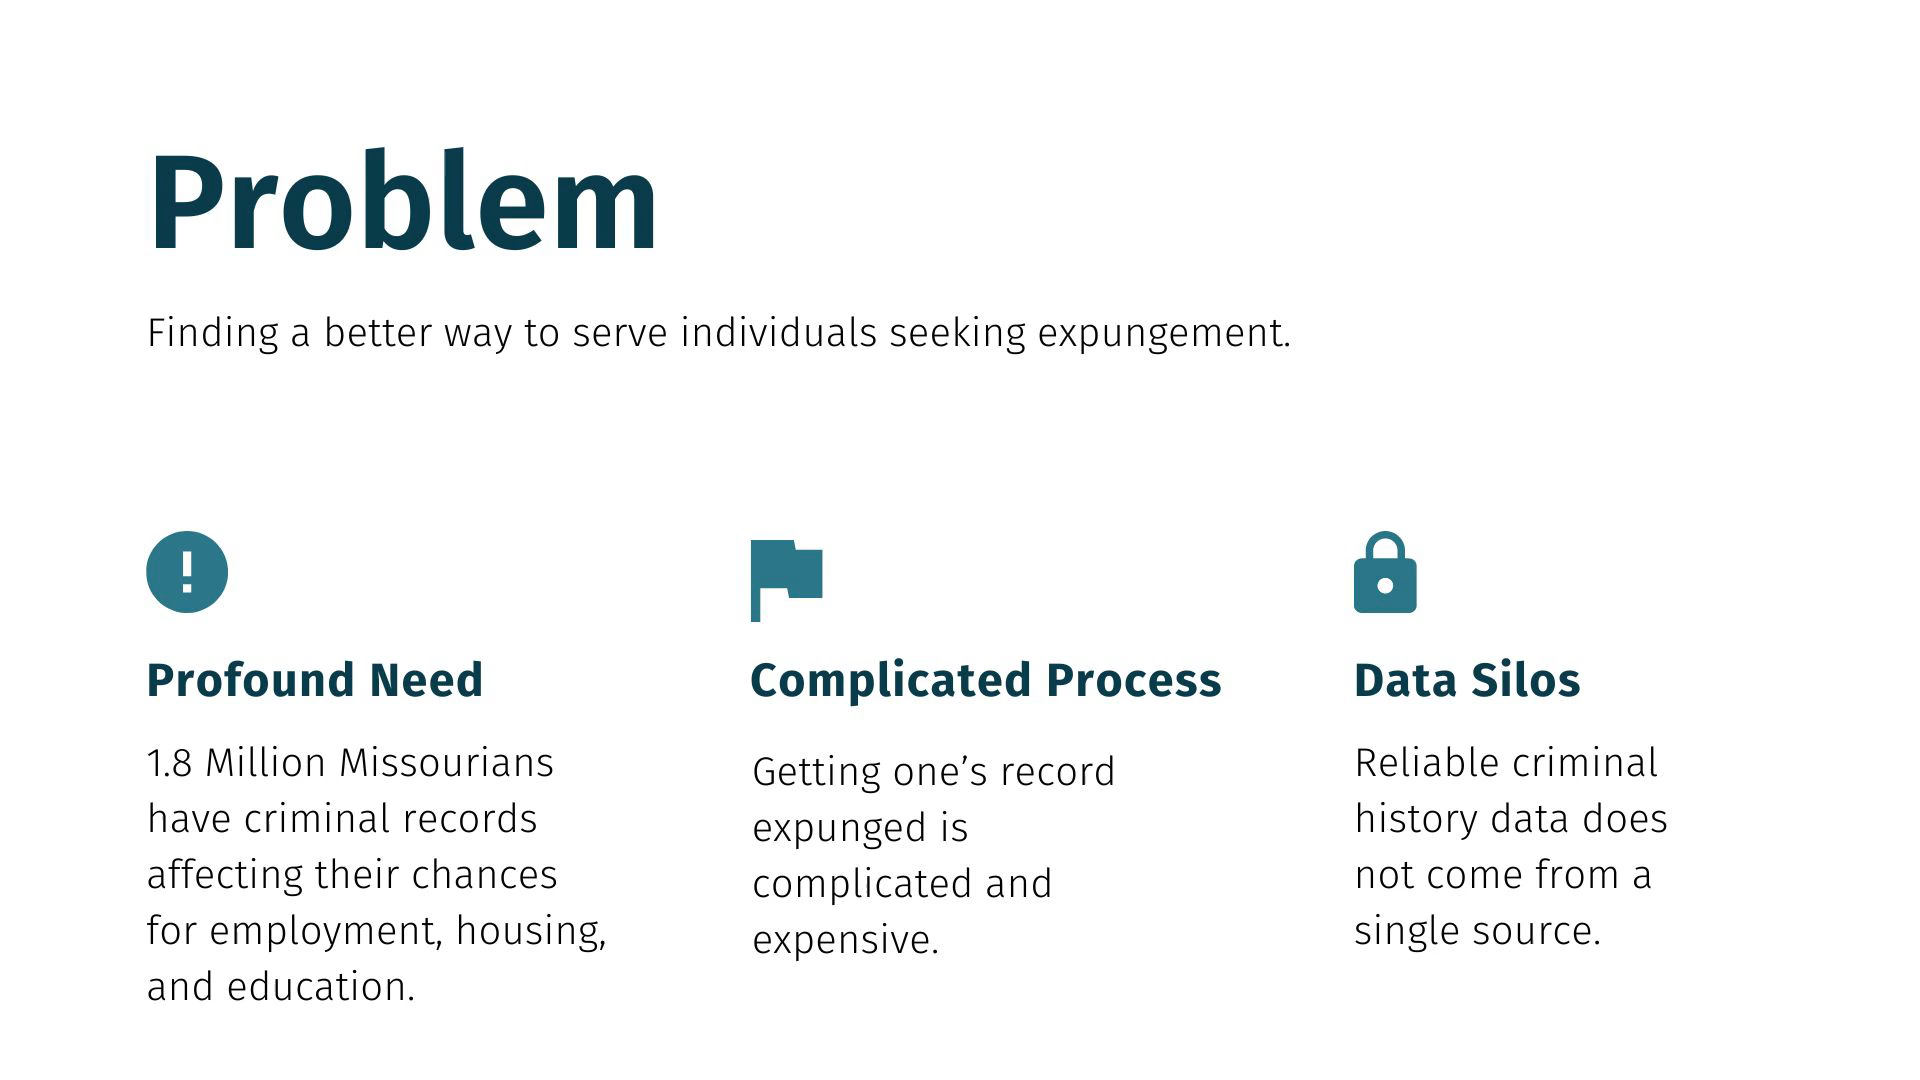 Problem
Finding a better way to serve individuals seeking expungement.
Profound Need
1.8 Million Missourians
have criminal records
affecting their chances
for employment, housing,
and education.
Complicated Process
Getting one’s record
expunged is
complicated and
expensive.
Data Silos
Reliable criminal
history data does
not come from a
single source.